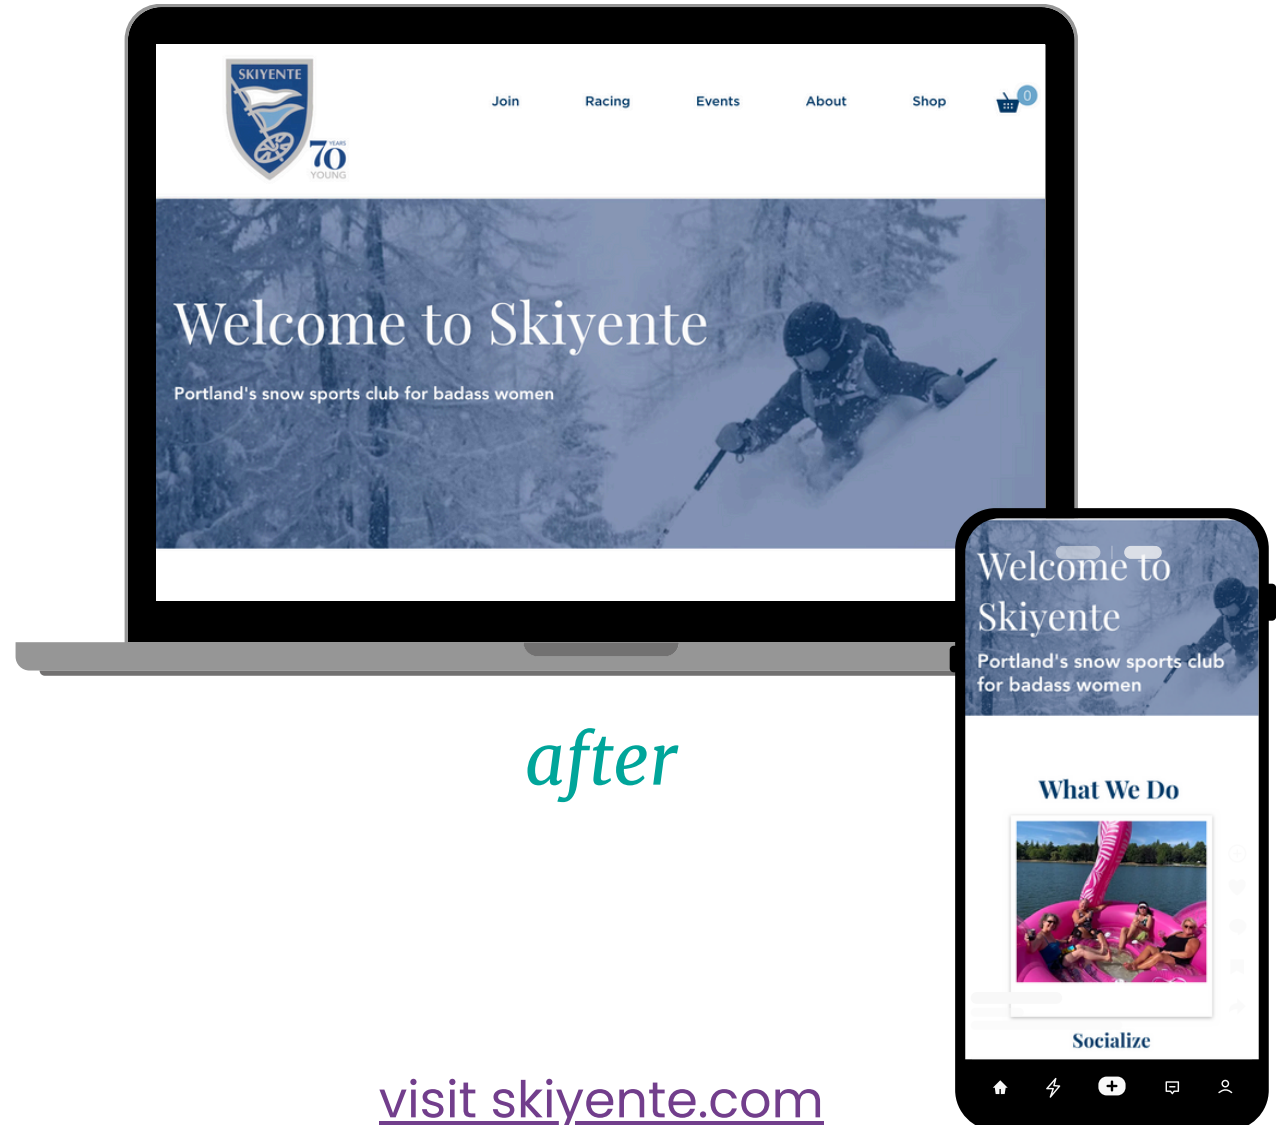 SKIYENTE
70 YEARS
YOUNG
Join Racing Events About Shop
0
Welcome to Skiyente
Portland's snow sports club for badass women
Welcome to
Skiyente
Portland's snow sports club
for badass women
What We Do
Socialize
after
visit skiyente.com